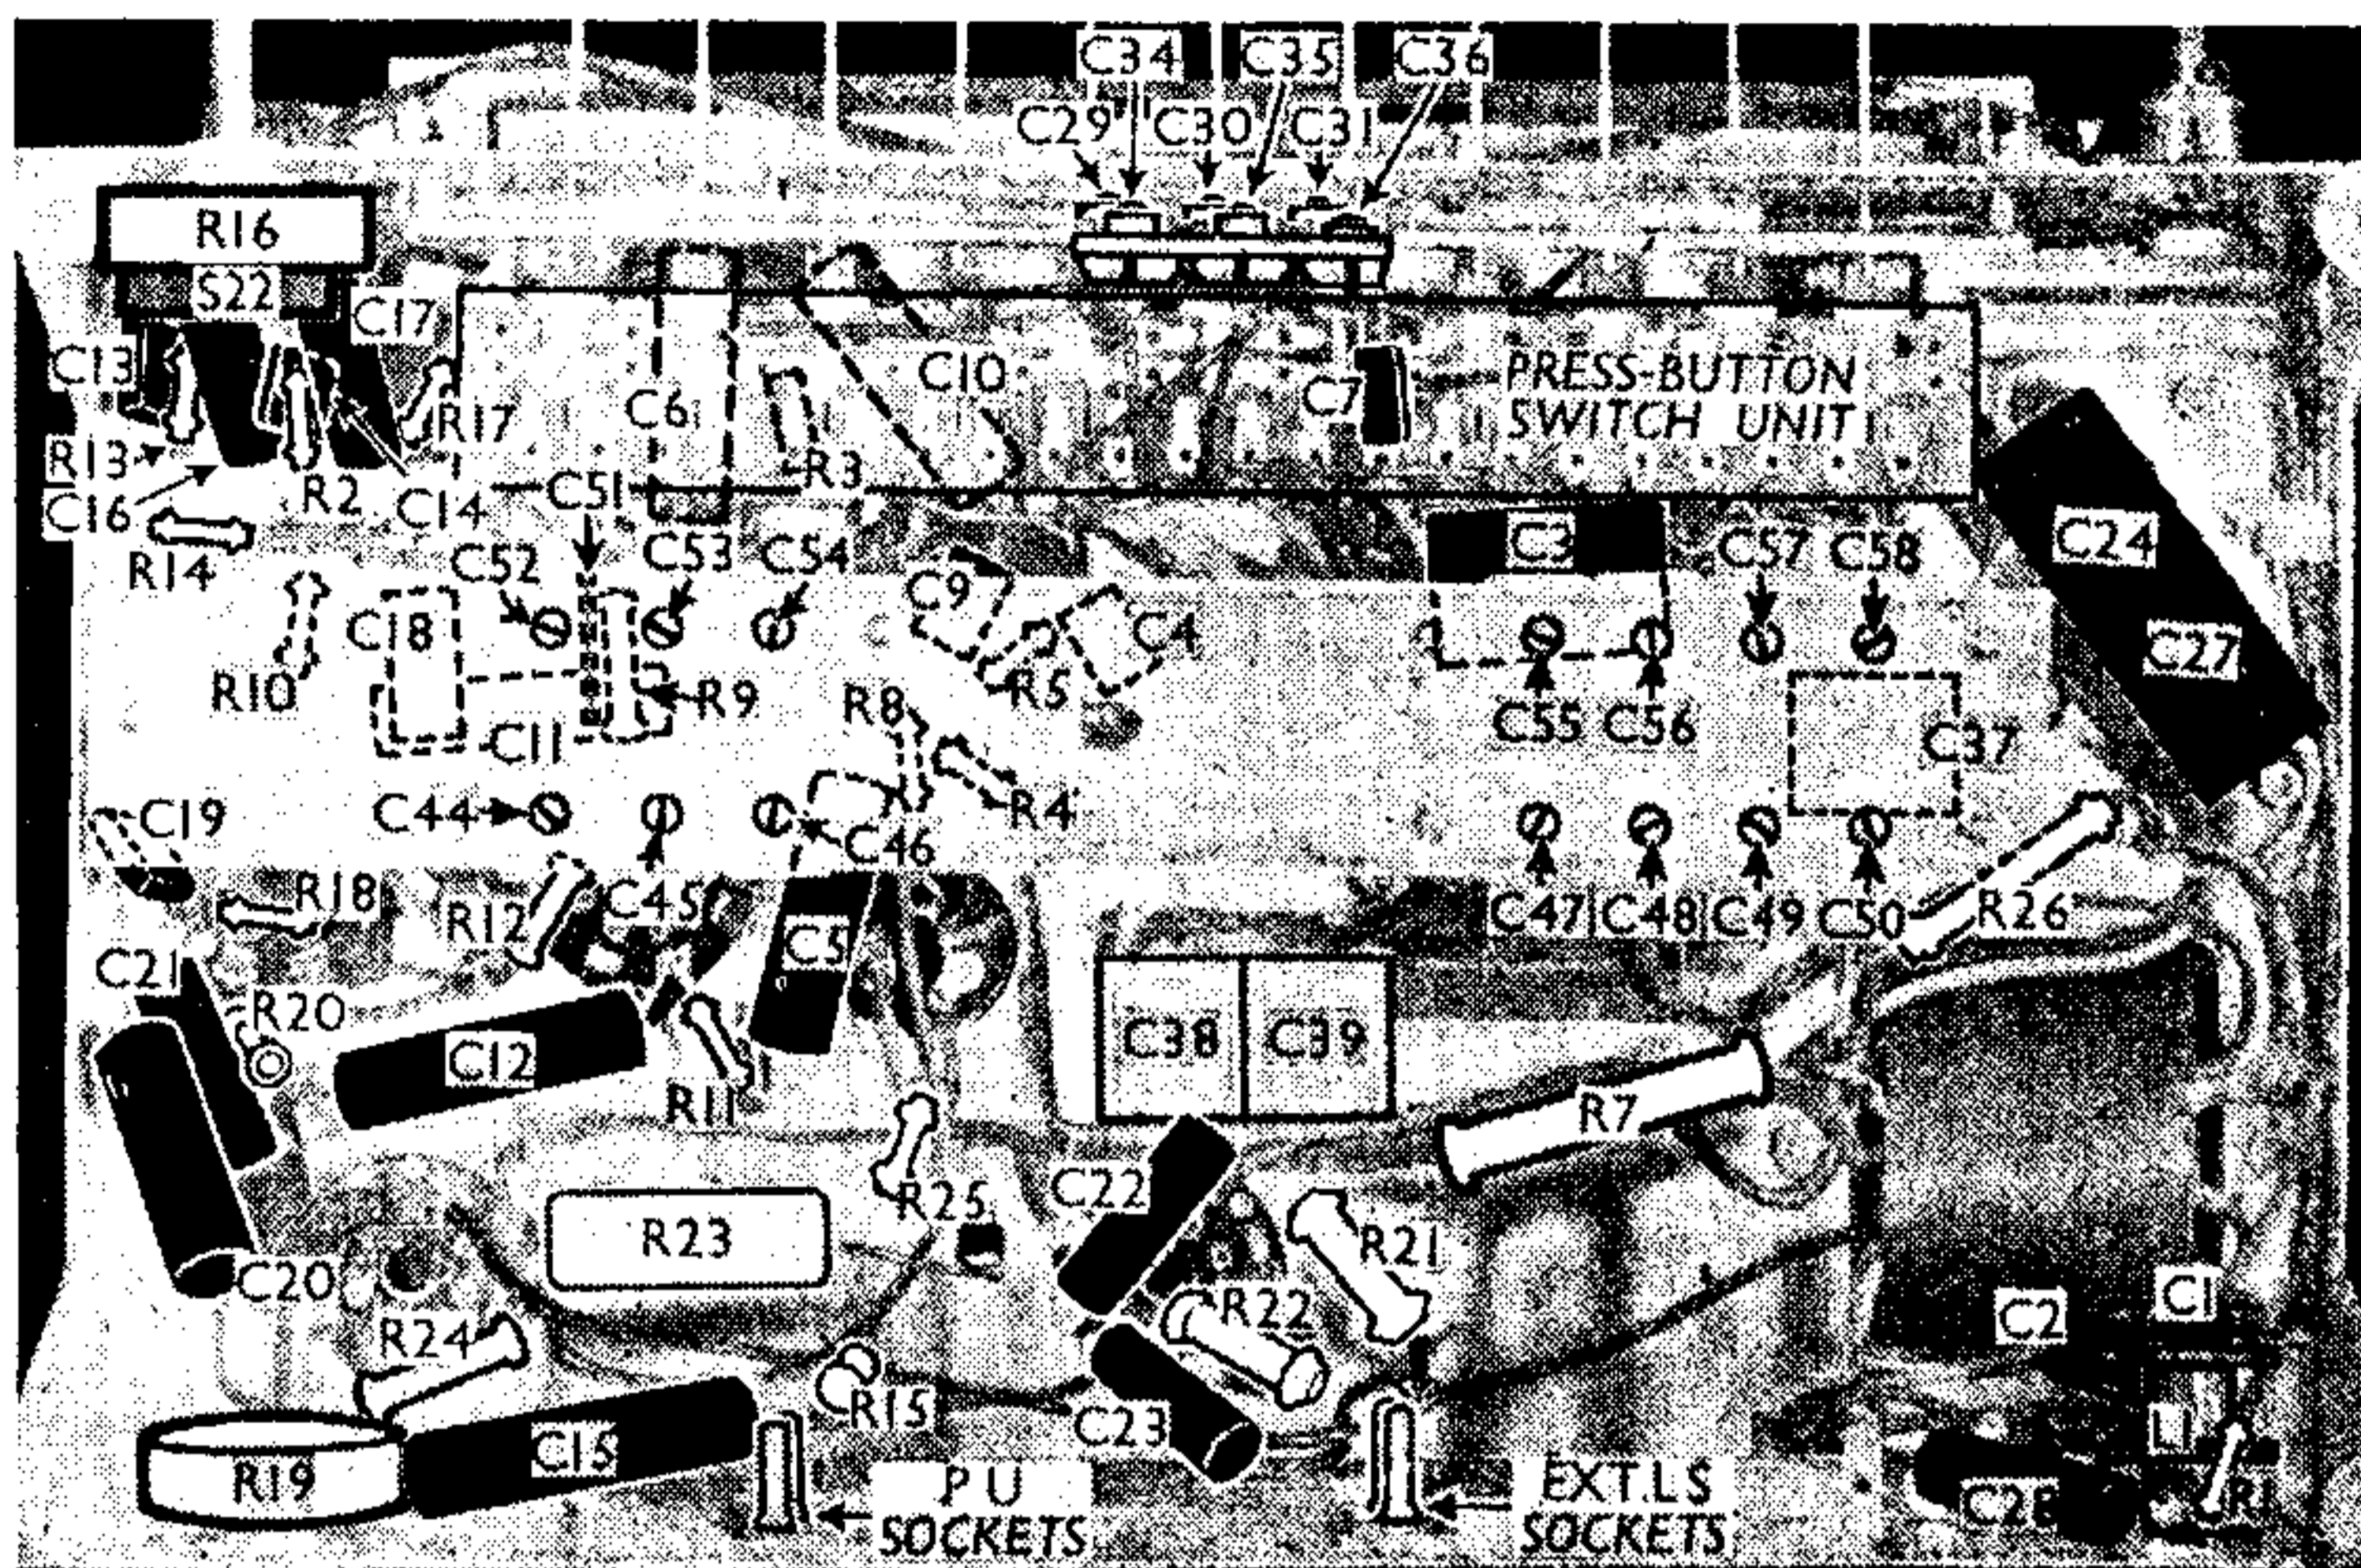 C34 C35 C36
C29 C30 C31
R16
S22
C17
C13
C6
C10
C7
PRESS-BUTTON
SWITCH UNIT
R17
R13
R3
C16
R2
C14
C51
R14
C52
C53
C54
C9
C3
C57
C58
C24
C18
C4
C27
R10
R9
R5
R8
C55
C56
C11
C37
C44
C19
C46
R4
R18
R12
C45
C5
C47
C48
C49
C50
R26
C21
R20
C12
C38
C39
R11
R7
C22
R25
R23
R21
C20
R22
C1
C2
R24
R15
C23
L1
C15
R19
P U
SOCKETS
EXT.LS
SOCKETS
C28
R1